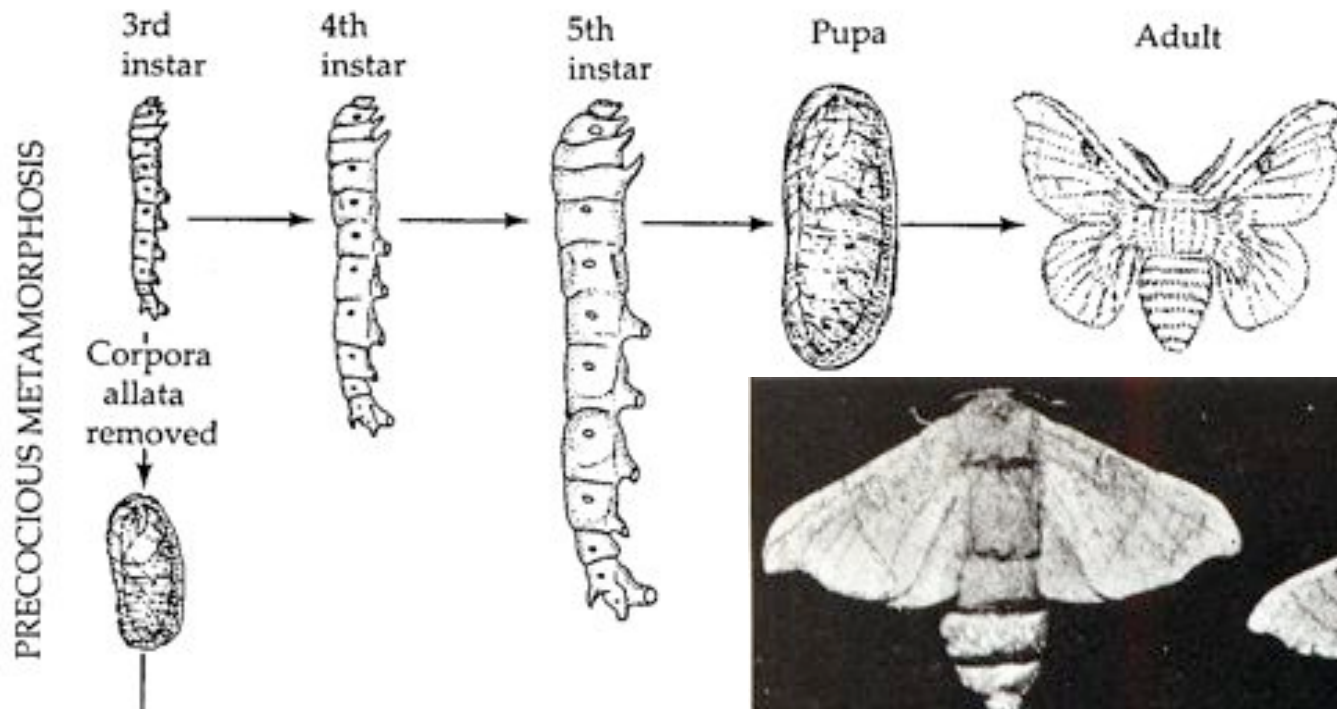 PRECOCIOUS METAMORPHOSIS
3rd
instar
4th
instar
5th
instar
Pupa
Adult
Corpora
allata
removed